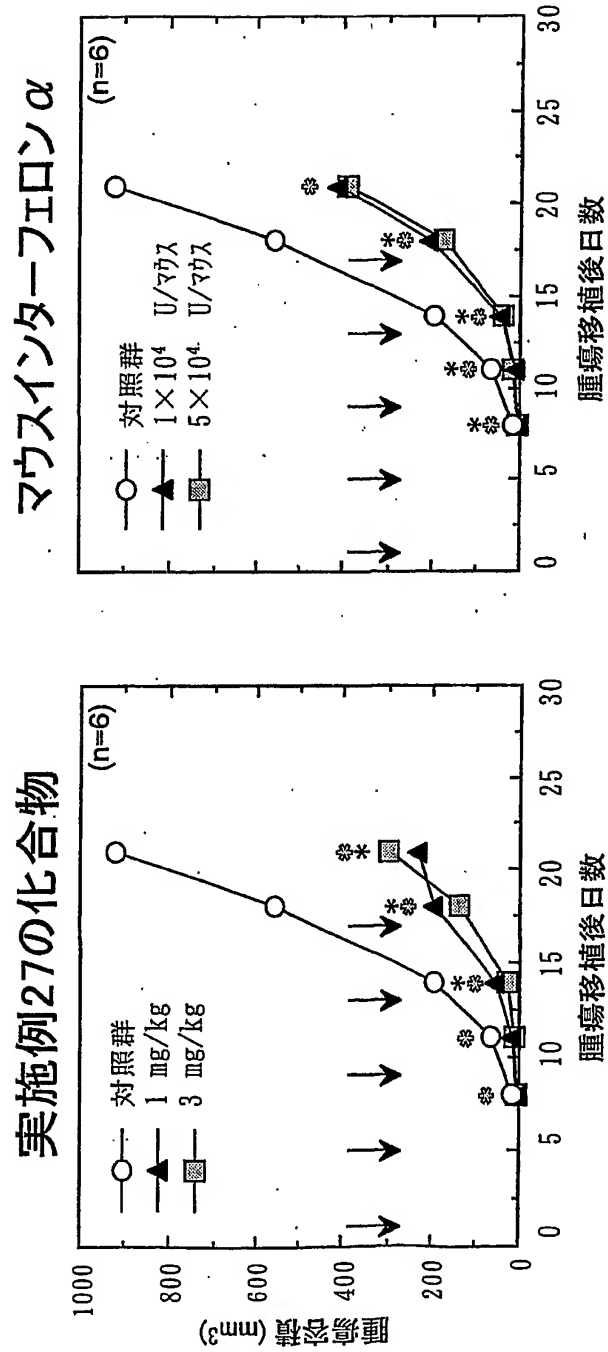 実施例27の化合物
(n=6)
対照群
1 mg/kg
3 mg/kg
腫瘍容積 (mm³)
1000
800
600
400
200
0
*
0
5
10
15
20
25
30
腫瘍移植後日数
マウスインターフェロンα
(n=6)
対照群
1×10⁴ U/マウス
5×10⁴ U/マウス
*
0
5
10
15
20
25
30
腫瘍移植後日数